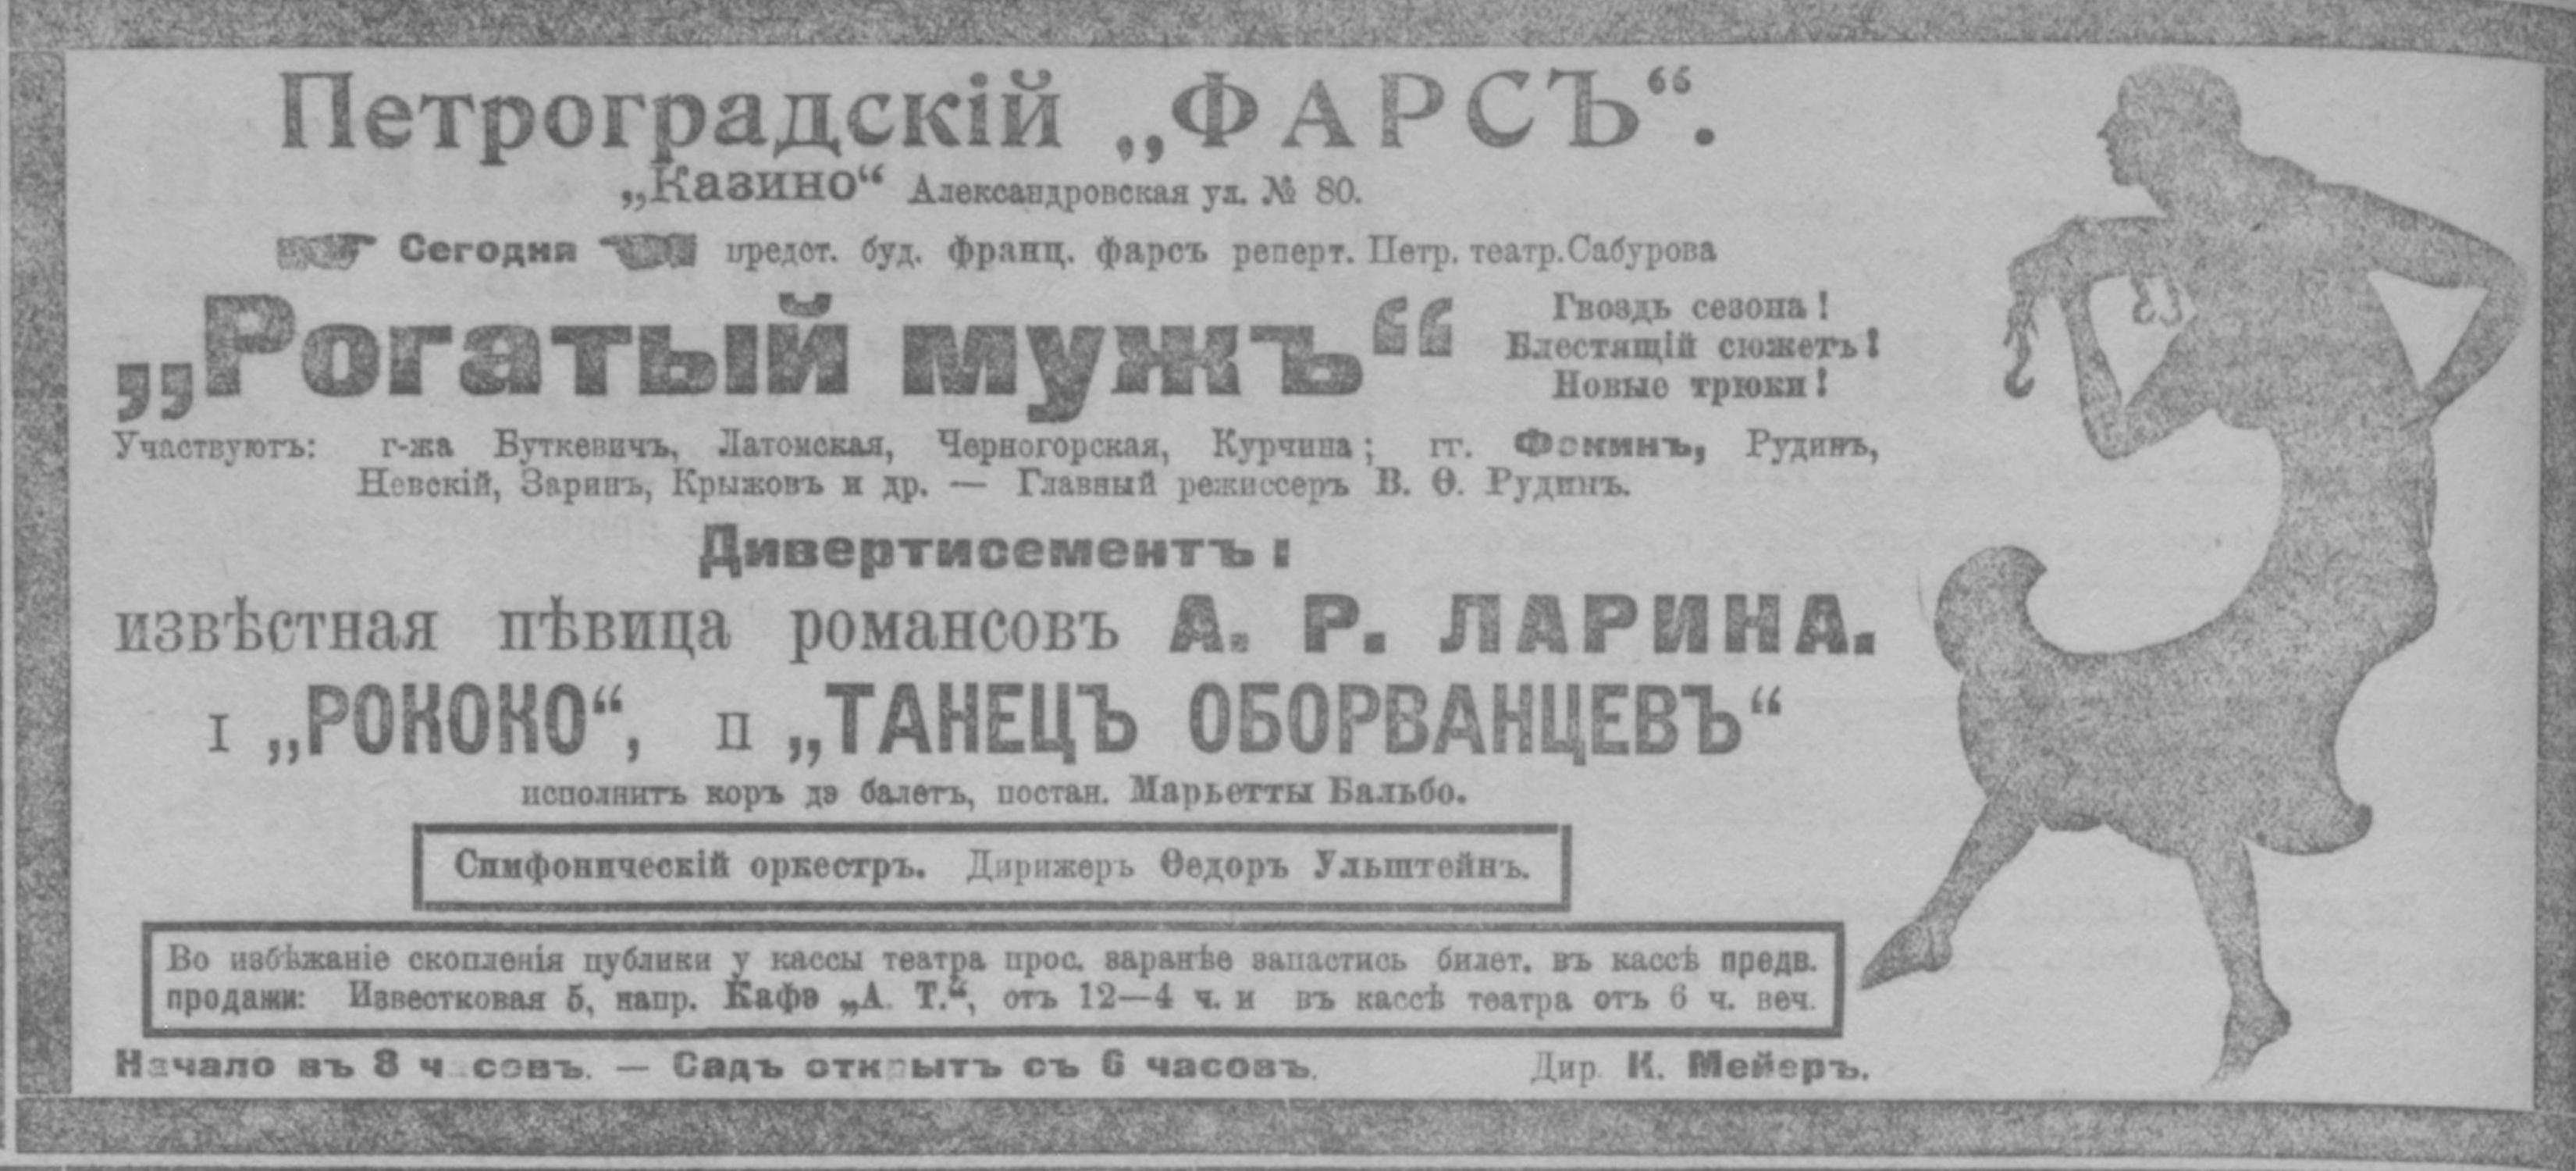 Петроградскій „ФАРСЪ“.
„Казино“ Александровская ул. № 80.
Сегодня предст. буд. франц. фарсъ реперт. Петр. театр. Сабурова
„Рогатый мужъ“
Гвоздь сезона!
Блестящій сюжетъ!
Новые трюки!
Участвуютъ: г-жа Буткевичъ, Латомская, Черногорская, Курчина; гг. Фокинъ, Рудинъ,
Невскій, Заринъ, Крыжовъ и др. — Главный режиссеръ В. Ѳ. Рудинъ.
Дивертисементъ:
извѣстная пѣвица романсовъ А. Р. ЛАРИНА.
I „РОКОКО“, II „ТАНЕЦЪ ОБОРВАНЦЕВЪ“
исполнитъ коръ дэ балетъ, постан. Марьетты Бальбо.
Симфоническій оркестръ. Дирижеръ Ѳедоръ Ульштейнъ.
Во избѣжаніе скопленія публики у кассы театра прос. заранѣе запастись билет. въ кассѣ предв.
продажи: Известковая 5, напр. Кафэ „А. Т.“, отъ 12—4 ч. и въ кассѣ театра отъ 6 ч. веч.
Начало въ 8 часовъ. — Садъ открытъ съ 6 часовъ.
Дир. К. Мейеръ.